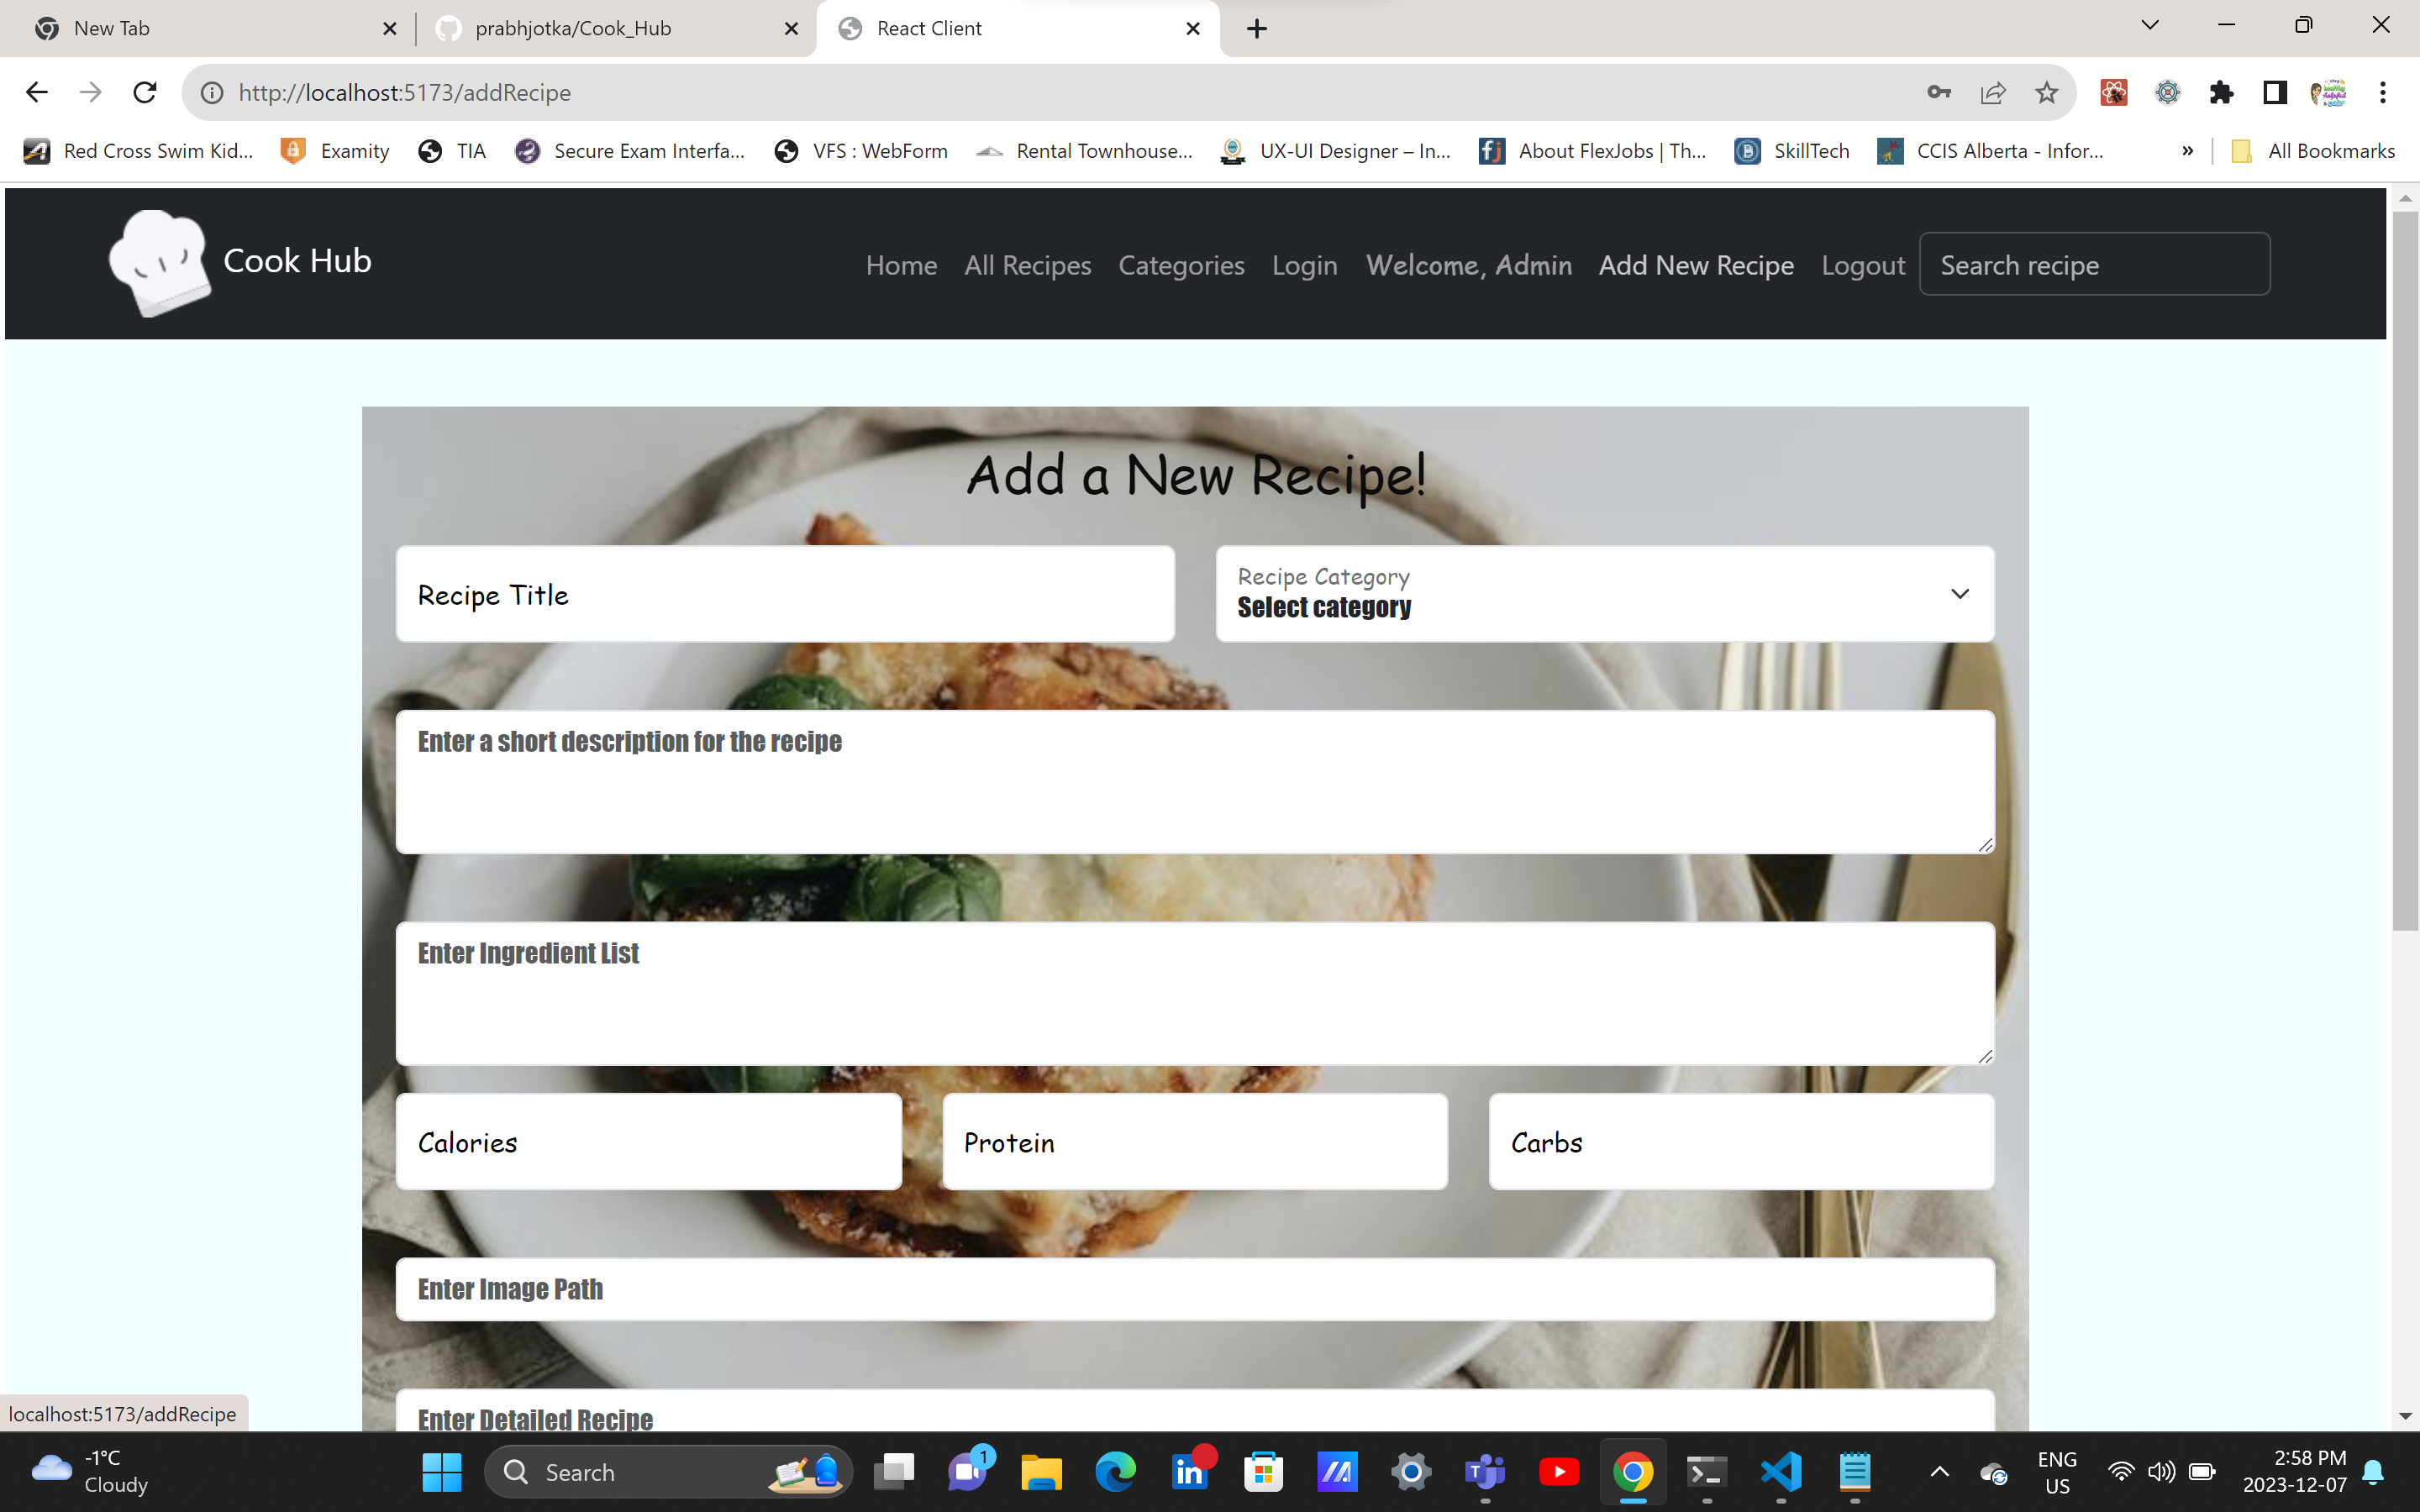 New Tab
prabhjotka/Cook_Hub
React Client
http://localhost:5173/addRecipe
Red Cross Swim Kid...
Examity
TIA
Secure Exam Interfa...
VFS : WebForm
Rental Townhouse...
UX-UI Designer – In...
About FlexJobs | Th...
SkillTech
CCIS Alberta - Infor...
»
All Bookmarks
Cook Hub
Home
All Recipes
Categories
Login
Welcome, Admin
Add New Recipe
Logout
Search recipe
Add a New Recipe!
Recipe Title
Recipe Category
Select category
Enter a short description for the recipe
Enter Ingredient List
Calories
Protein
Carbs
Enter Image Path
Enter Detailed Recipe
localhost:5173/addRecipe
-1°C
Cloudy
Search
1
ENG
US
2:58 PM
2023-12-07